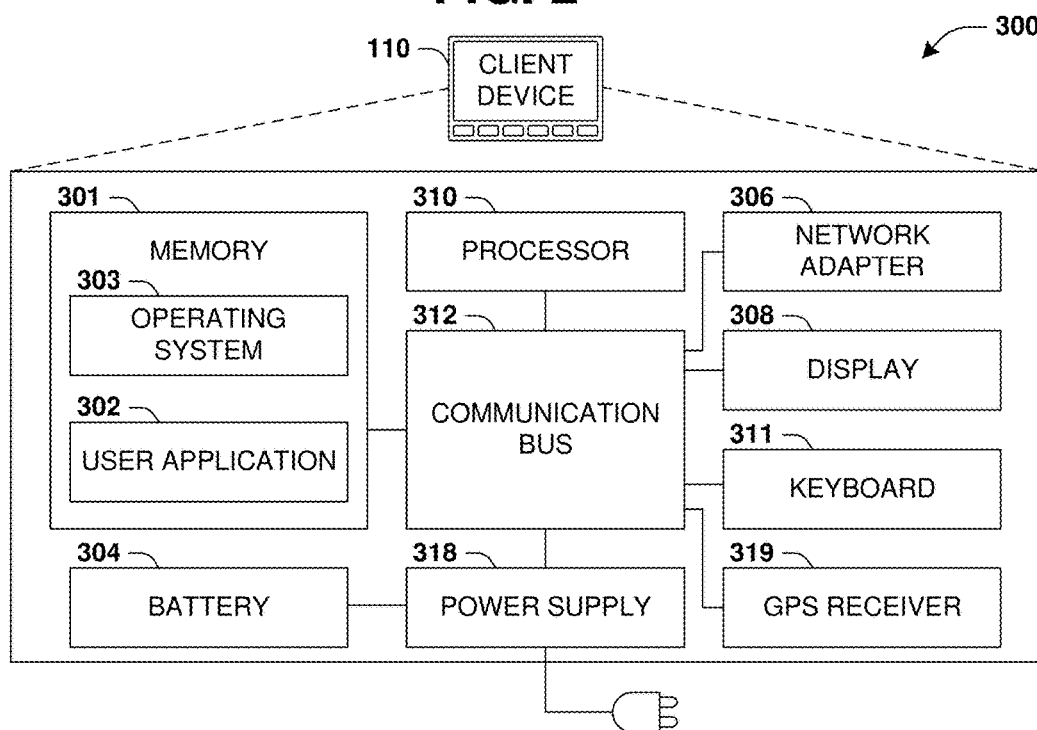 300
110
CLIENT
DEVICE
301
MEMORY
303
OPERATING
SYSTEM
302
USER APPLICATION
304
BATTERY
310
PROCESSOR
312
COMMUNICATION
BUS
318
POWER SUPPLY
306
NETWORK
ADAPTER
308
DISPLAY
311
KEYBOARD
319
GPS RECEIVER